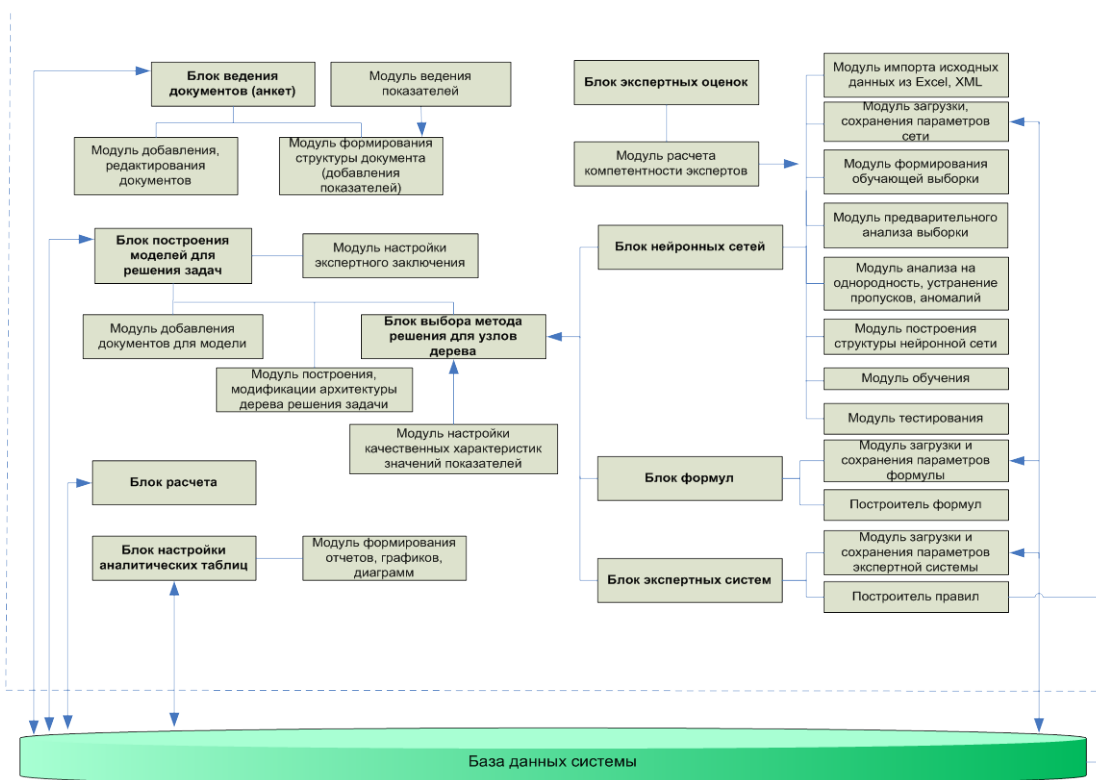 Блок ведения
документов (анкет)
Модуль ведения
показателей
Модуль добавления,
редактирования
документов
Модуль формирования
структуры документа
(добавления
показателей)
Блок построения
моделей для
решения задач
Модуль настройки
экспертного заключения
Модуль добавления
документов для модели
Блок выбора метода
решения для узлов
дерева
Модуль построения,
модификации архитектуры
дерева решения задачи
Модуль настройки
качественных характеристик
значений показателей
Блок расчета
Блок настройки
аналитических таблиц
Модуль формирования
отчетов, графиков,
диаграмм
Блок экспертных оценок
Модуль расчета
компетентности экспертов
Блок нейронных сетей
Модуль импорта исходных
данных из Excel, XML
Модуль загрузки,
сохранения параметров
сети
Модуль формирования
обучающей выборки
Модуль предварительного
анализа выборки
Модуль анализа на
однородность, устранение
пропусков, аномалий
Модуль построения
структуры нейронной сети
Модуль обучения
Модуль тестирования
Блок формул
Модуль загрузки и
сохранения параметров
формулы
Построитель формул
Блок экспертных систем
Модуль загрузки и
сохранения параметров
экспертной системы
Построитель правил
База данных системы